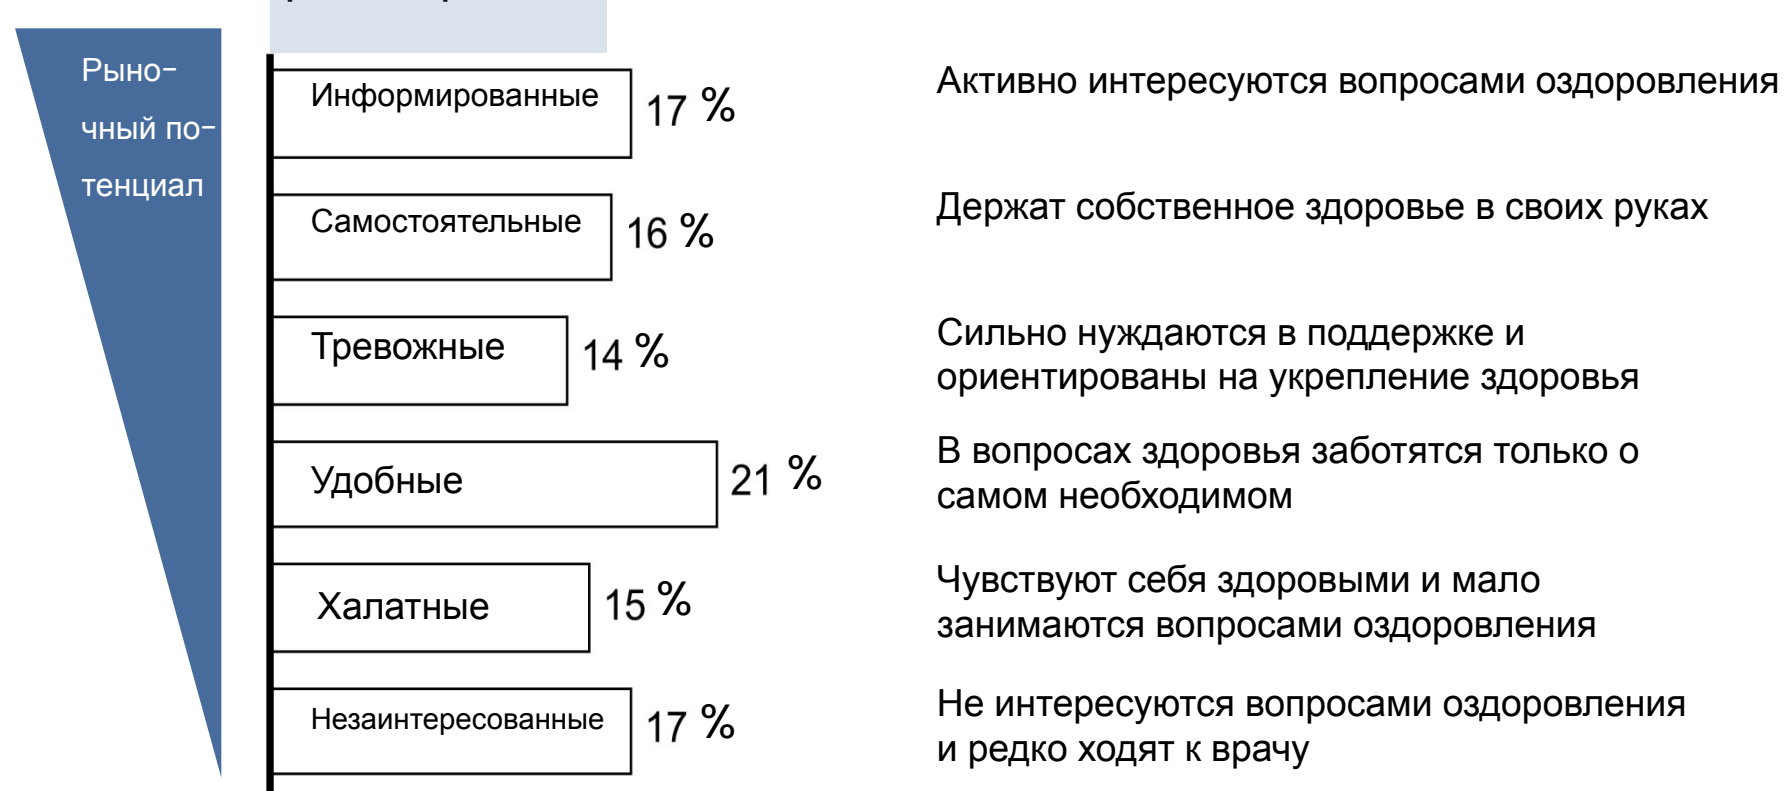 Рыно-
чный по-
тенциал
Информированные
17 %
Активно интересуются вопросами оздоровления
Самостоятельные
16 %
Держат собственное здоровье в своих руках
Тревожные
14 %
Сильно нуждаются в поддержке и
ориентированы на укрепление здоровья
Удобные
21 %
В вопросах здоровья заботятся только о
самом необходимом
Халатные
15 %
Чувствуют себя здоровыми и мало
занимаются вопросами оздоровления
Незаинтересованные
17 %
Не интересуются вопросами оздоровления
и редко ходят к врачу